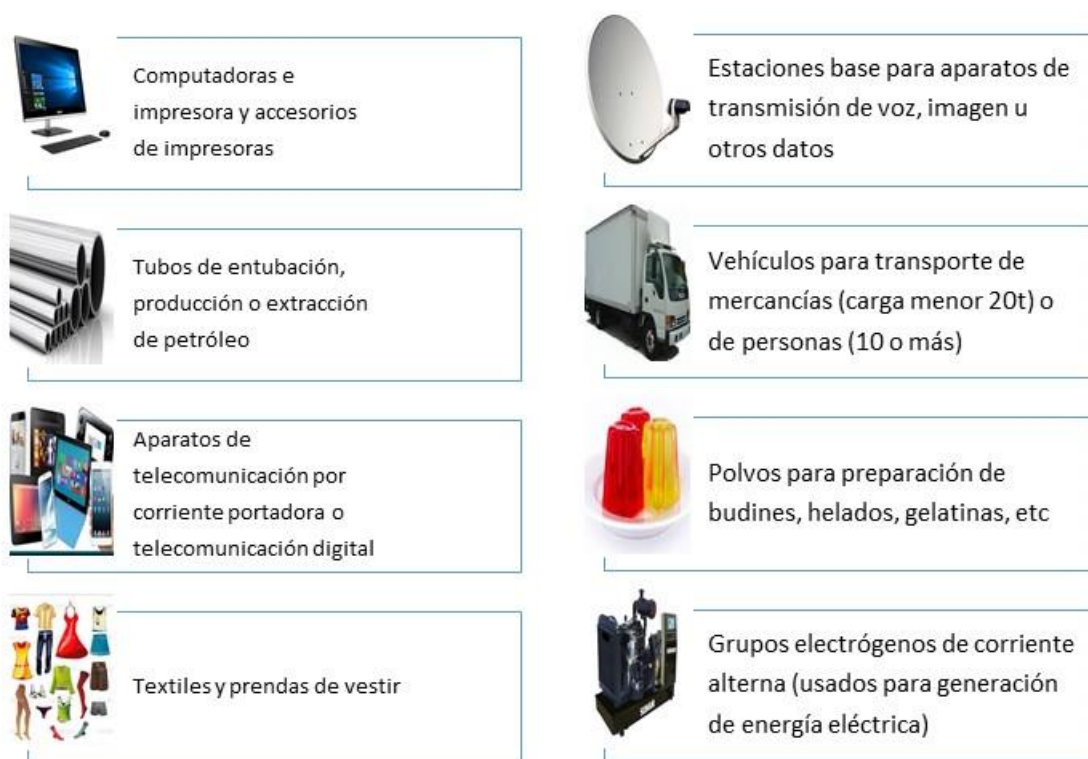 Computadoras e
impresora y accesorios
de impresoras
Tubos de entubación,
producción o extracción
de petróleo
Aparatos de
telecomunicación por
corriente portadora o
telecomunicación digital
Textiles y prendas de vestir
Estaciones base para aparatos de
transmisión de voz, imagen u
otros datos
Vehículos para transporte de
mercancías (carga menor 20t) o
de personas (10 o más)
Polvos para preparación de
budines, helados, gelatinas, etc
Grupos electrógenos de corriente
alterna (usados para generación
de energía eléctrica)